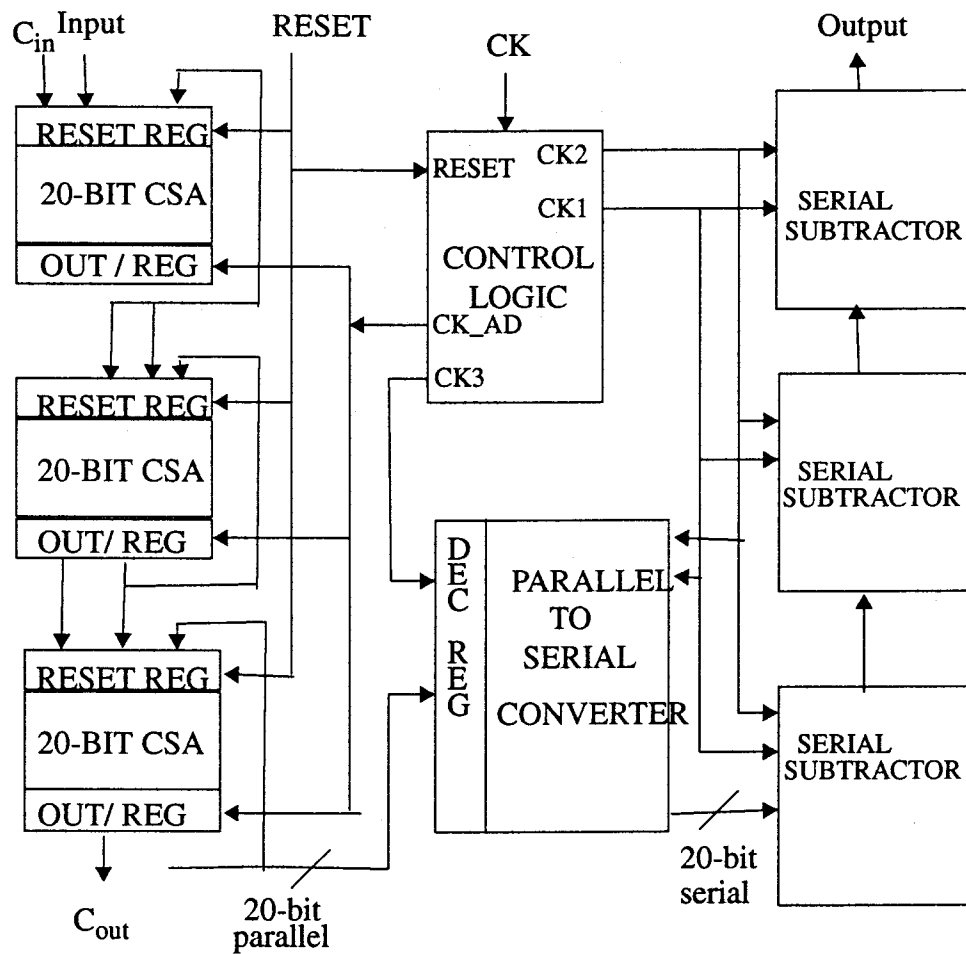 C_in Input
RESET
CK
Output
RESET REG
20-BIT CSA
OUT / REG
RESET REG
20-BIT CSA
OUT/ REG
RESET REG
20-BIT CSA
OUT/ REG
C_out
20-bit
parallel
RESET
CK2
CK1
CONTROL
LOGIC
CK_AD
CK3
DEC REG
PARALLEL
TO
SERIAL
CONVERTER
20-bit
serial
SERIAL
SUBTRACTOR
SERIAL
SUBTRACTOR
SERIAL
SUBTRACTOR